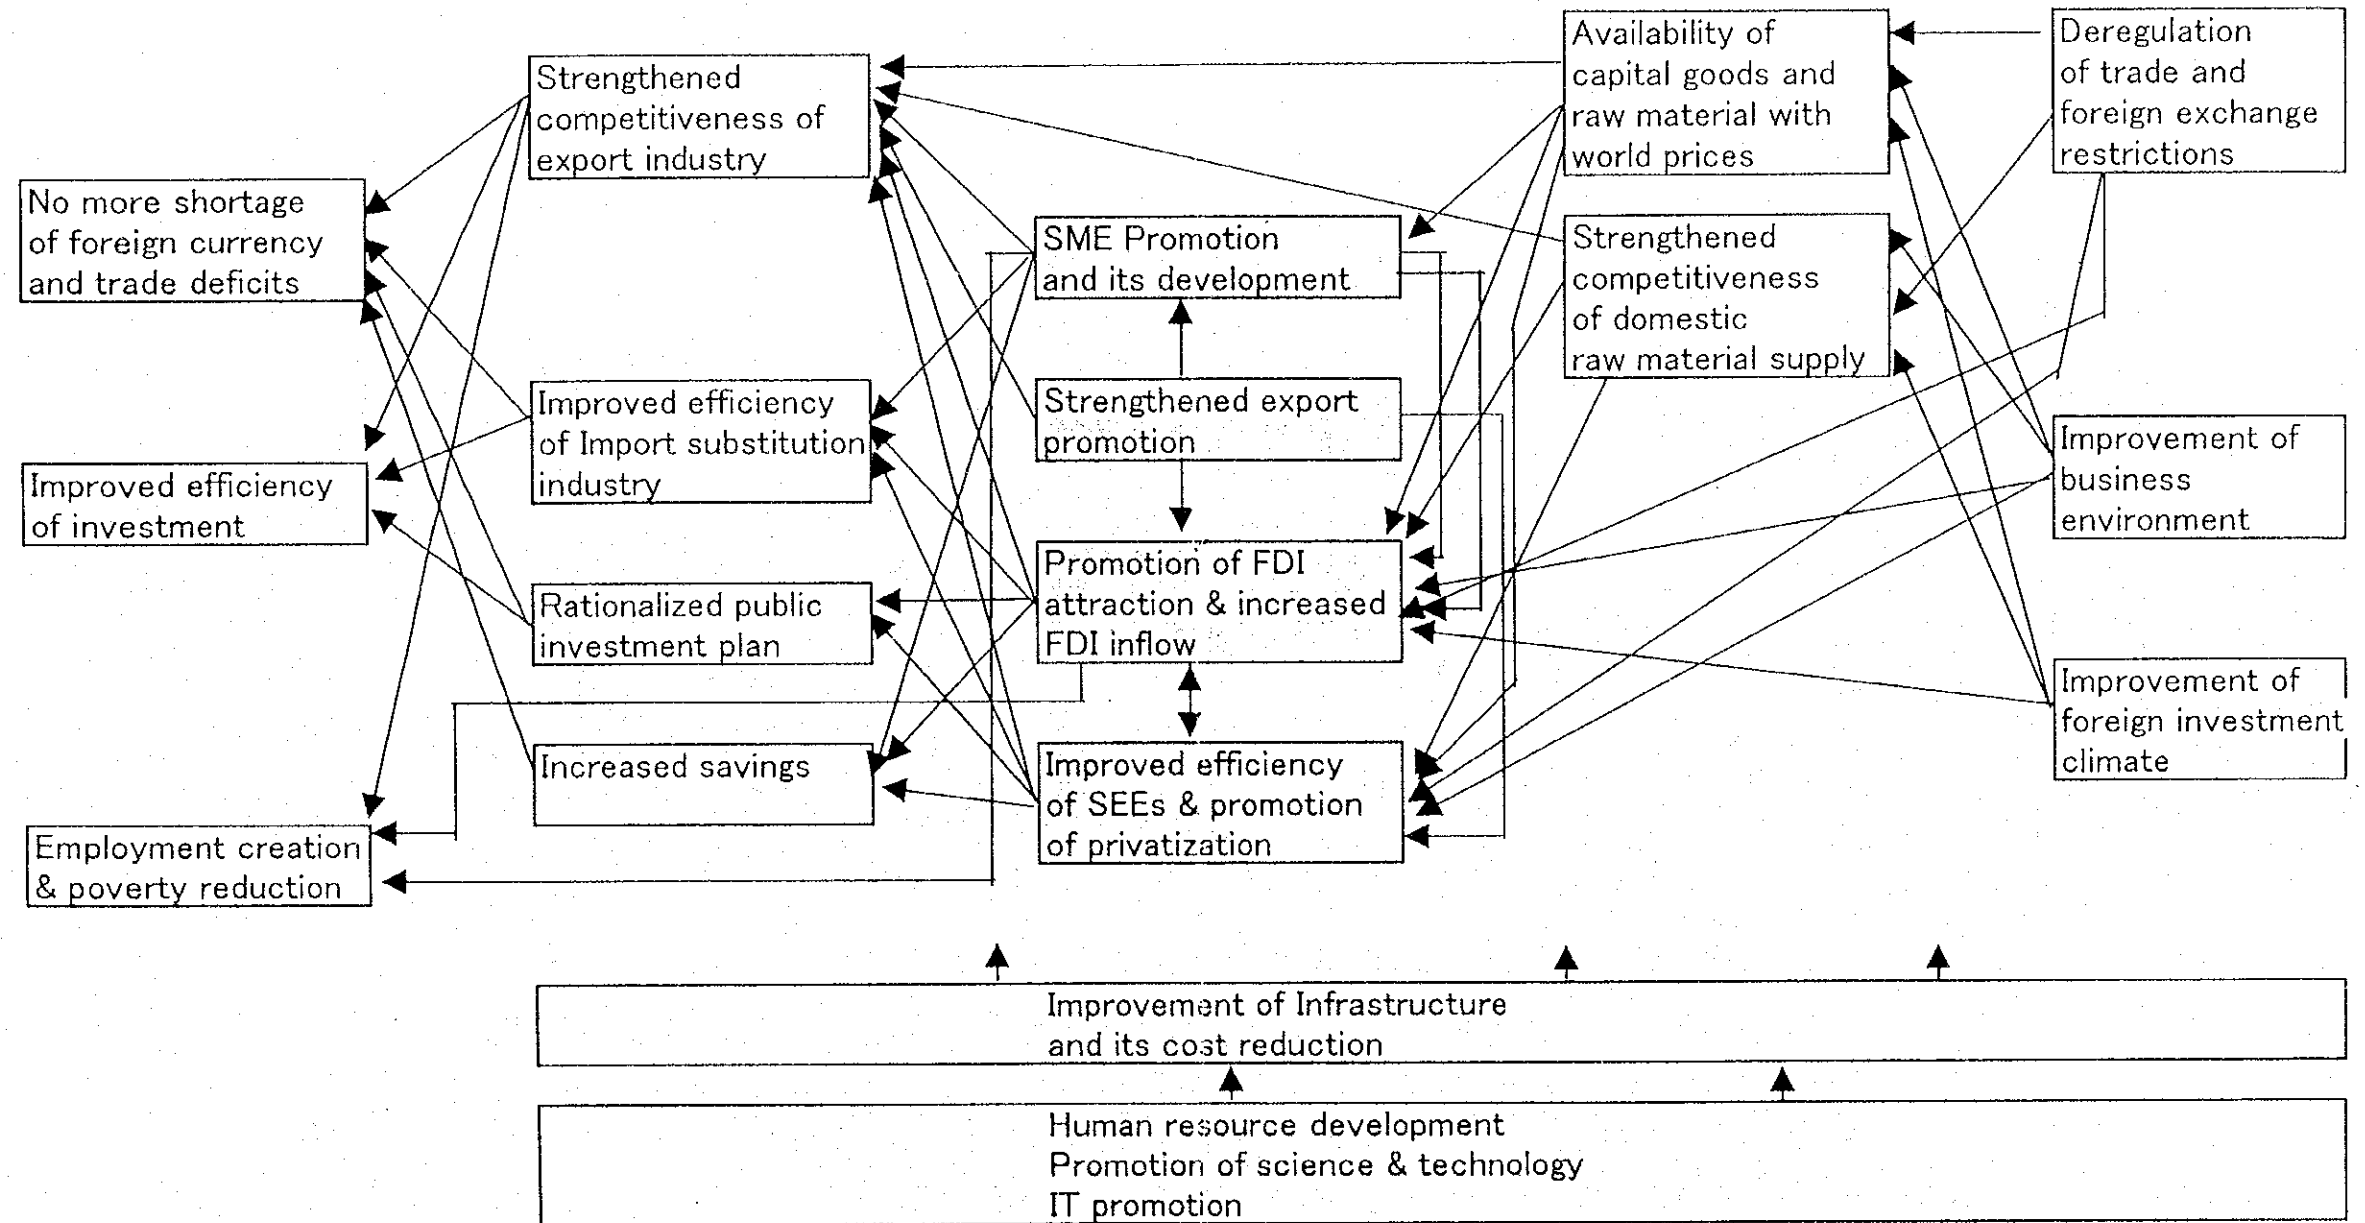 Strengthened
competitiveness of
export industry
Availability of
capital goods and
raw material with
world prices
Deregulation
of trade and
foreign exchange
restrictions
No more shortage
of foreign currency
and trade deficits
SME Promotion
and its development
Strengthened
competitiveness
of domestic
raw material supply
Improved efficiency
of Import substitution
industry
Strengthened export
promotion
Improvement of
business
environment
Improved efficiency
of investment
Rationalized public
investment plan
Promotion of FDI
attraction & increased
FDI inflow
Improvement of
foreign investment
climate
Increased savings
Improved efficiency
of SEEs & promotion
of privatization
Employment creation
& poverty reduction
Improvement of Infrastructure
and its cost reduction
Human resource development
Promotion of science & technology
IT promotion